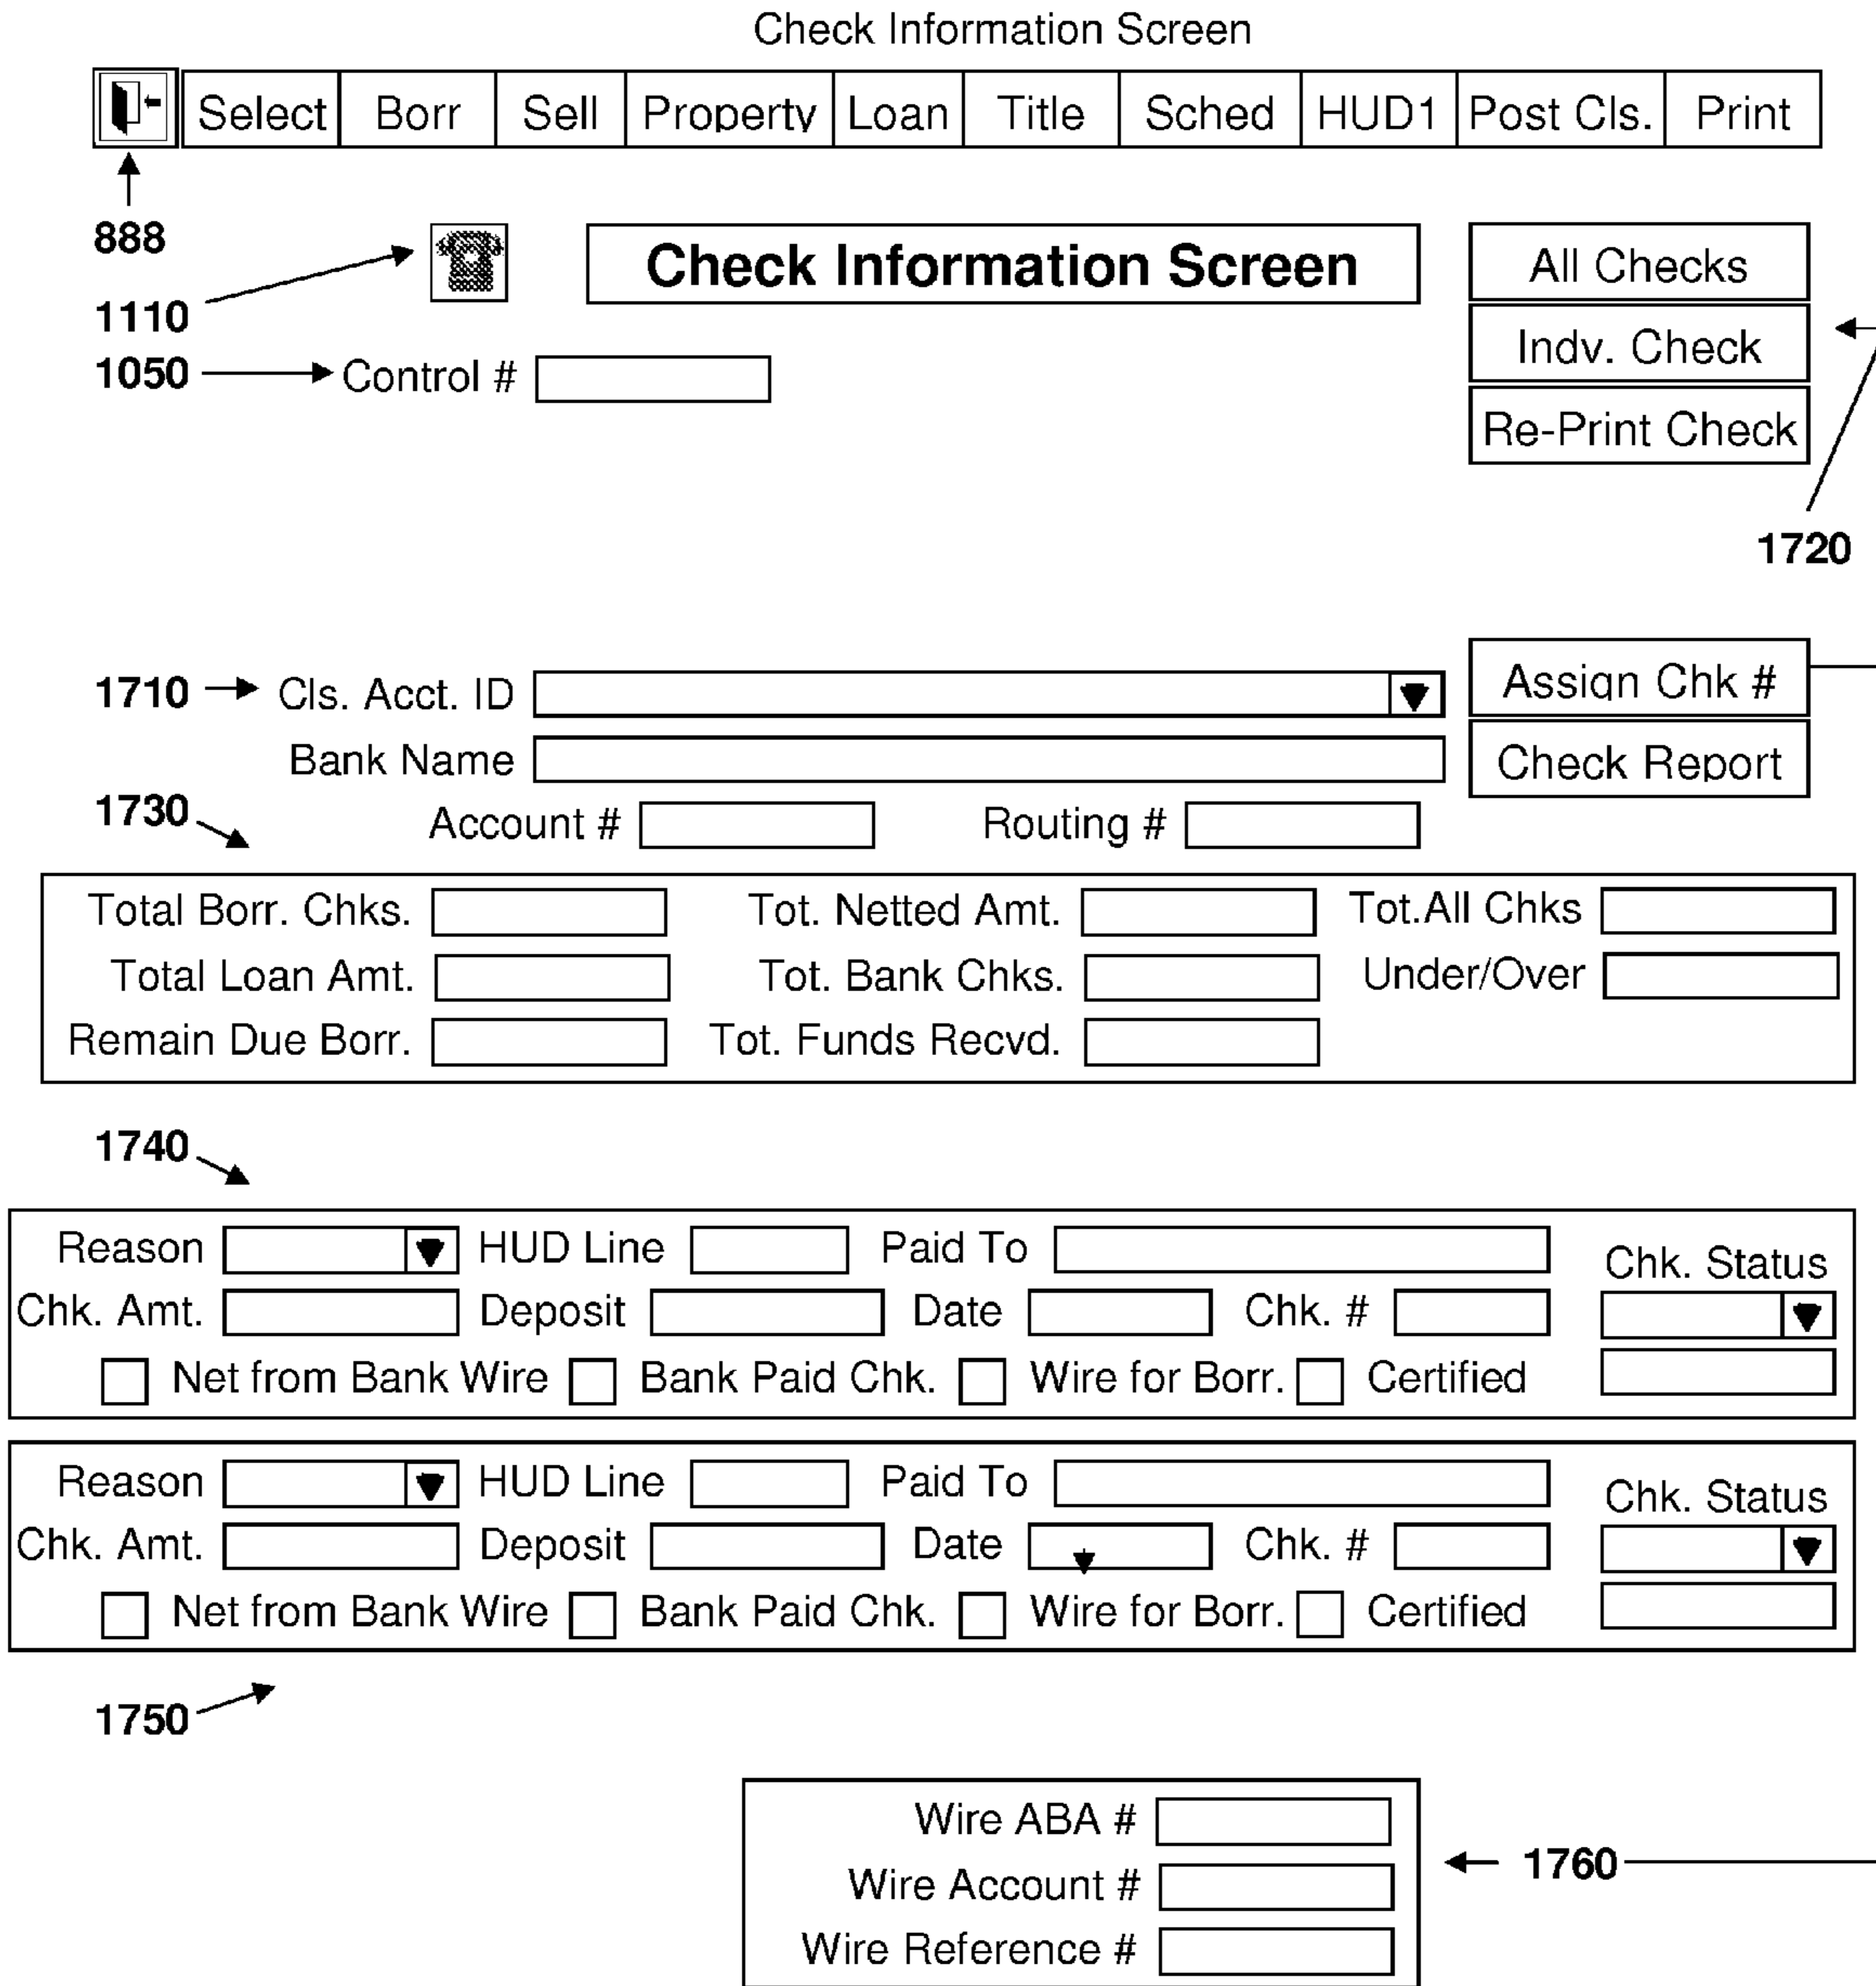 Check Information Screen
Select Borr Sell Property Loan Title Sched HUD1 Post Cls. Print
888
1110
Check Information Screen
All Checks
1050 Control #
Indv. Check
Re-Print Check
1720
1710 Cls. Acct. ID
Assign Chk #
Bank Name
Check Report
1730
Account # Routing #
Total Borr. Chks. Tot. Netted Amt. Tot.All Chks
Total Loan Amt. Tot. Bank Chks. Under/Over
Remain Due Borr. Tot. Funds Recvd.
1740
Reason HUD Line Paid To Chk. Status
Chk. Amt. Deposit Date Chk. #
Net from Bank Wire Bank Paid Chk. Wire for Borr. Certified
Reason HUD Line Paid To Chk. Status
Chk. Amt. Deposit Date Chk. #
Net from Bank Wire Bank Paid Chk. Wire for Borr. Certified
1750
Wire ABA #
Wire Account # 1760
Wire Reference #